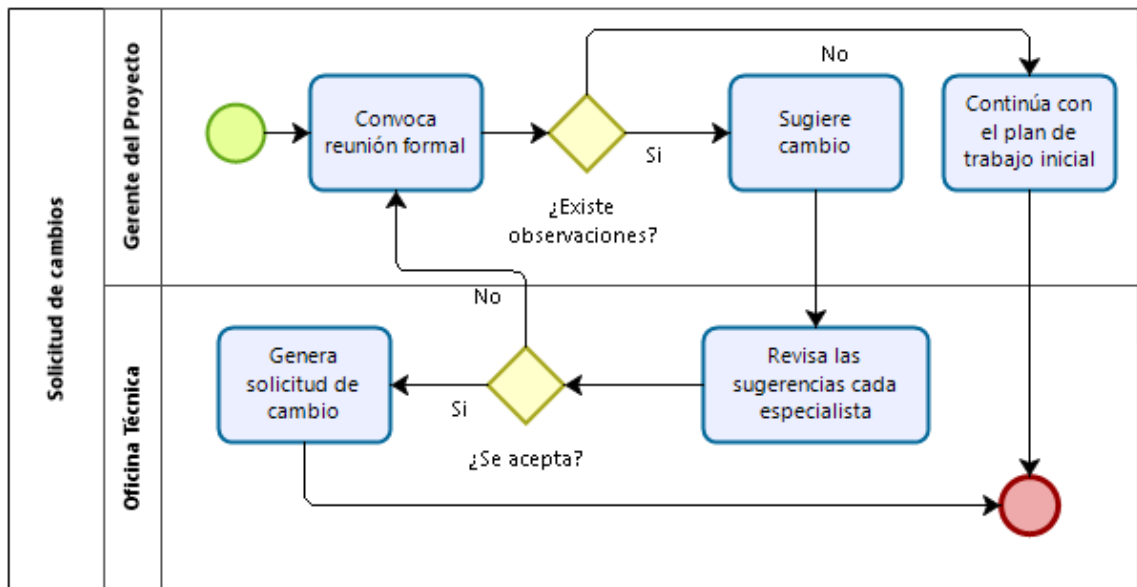 Solicitud de cambios
Gerente del Proyecto
Convoca
reunión formal
¿Existe
observaciones?
Si
No
Sugiere
cambio
Continúa con
el plan de
trabajo inicial
Oficina Técnica
Genera
solicitud de
cambio
Si
No
¿Se acepta?
Revisa las
sugerencias cada
especialista